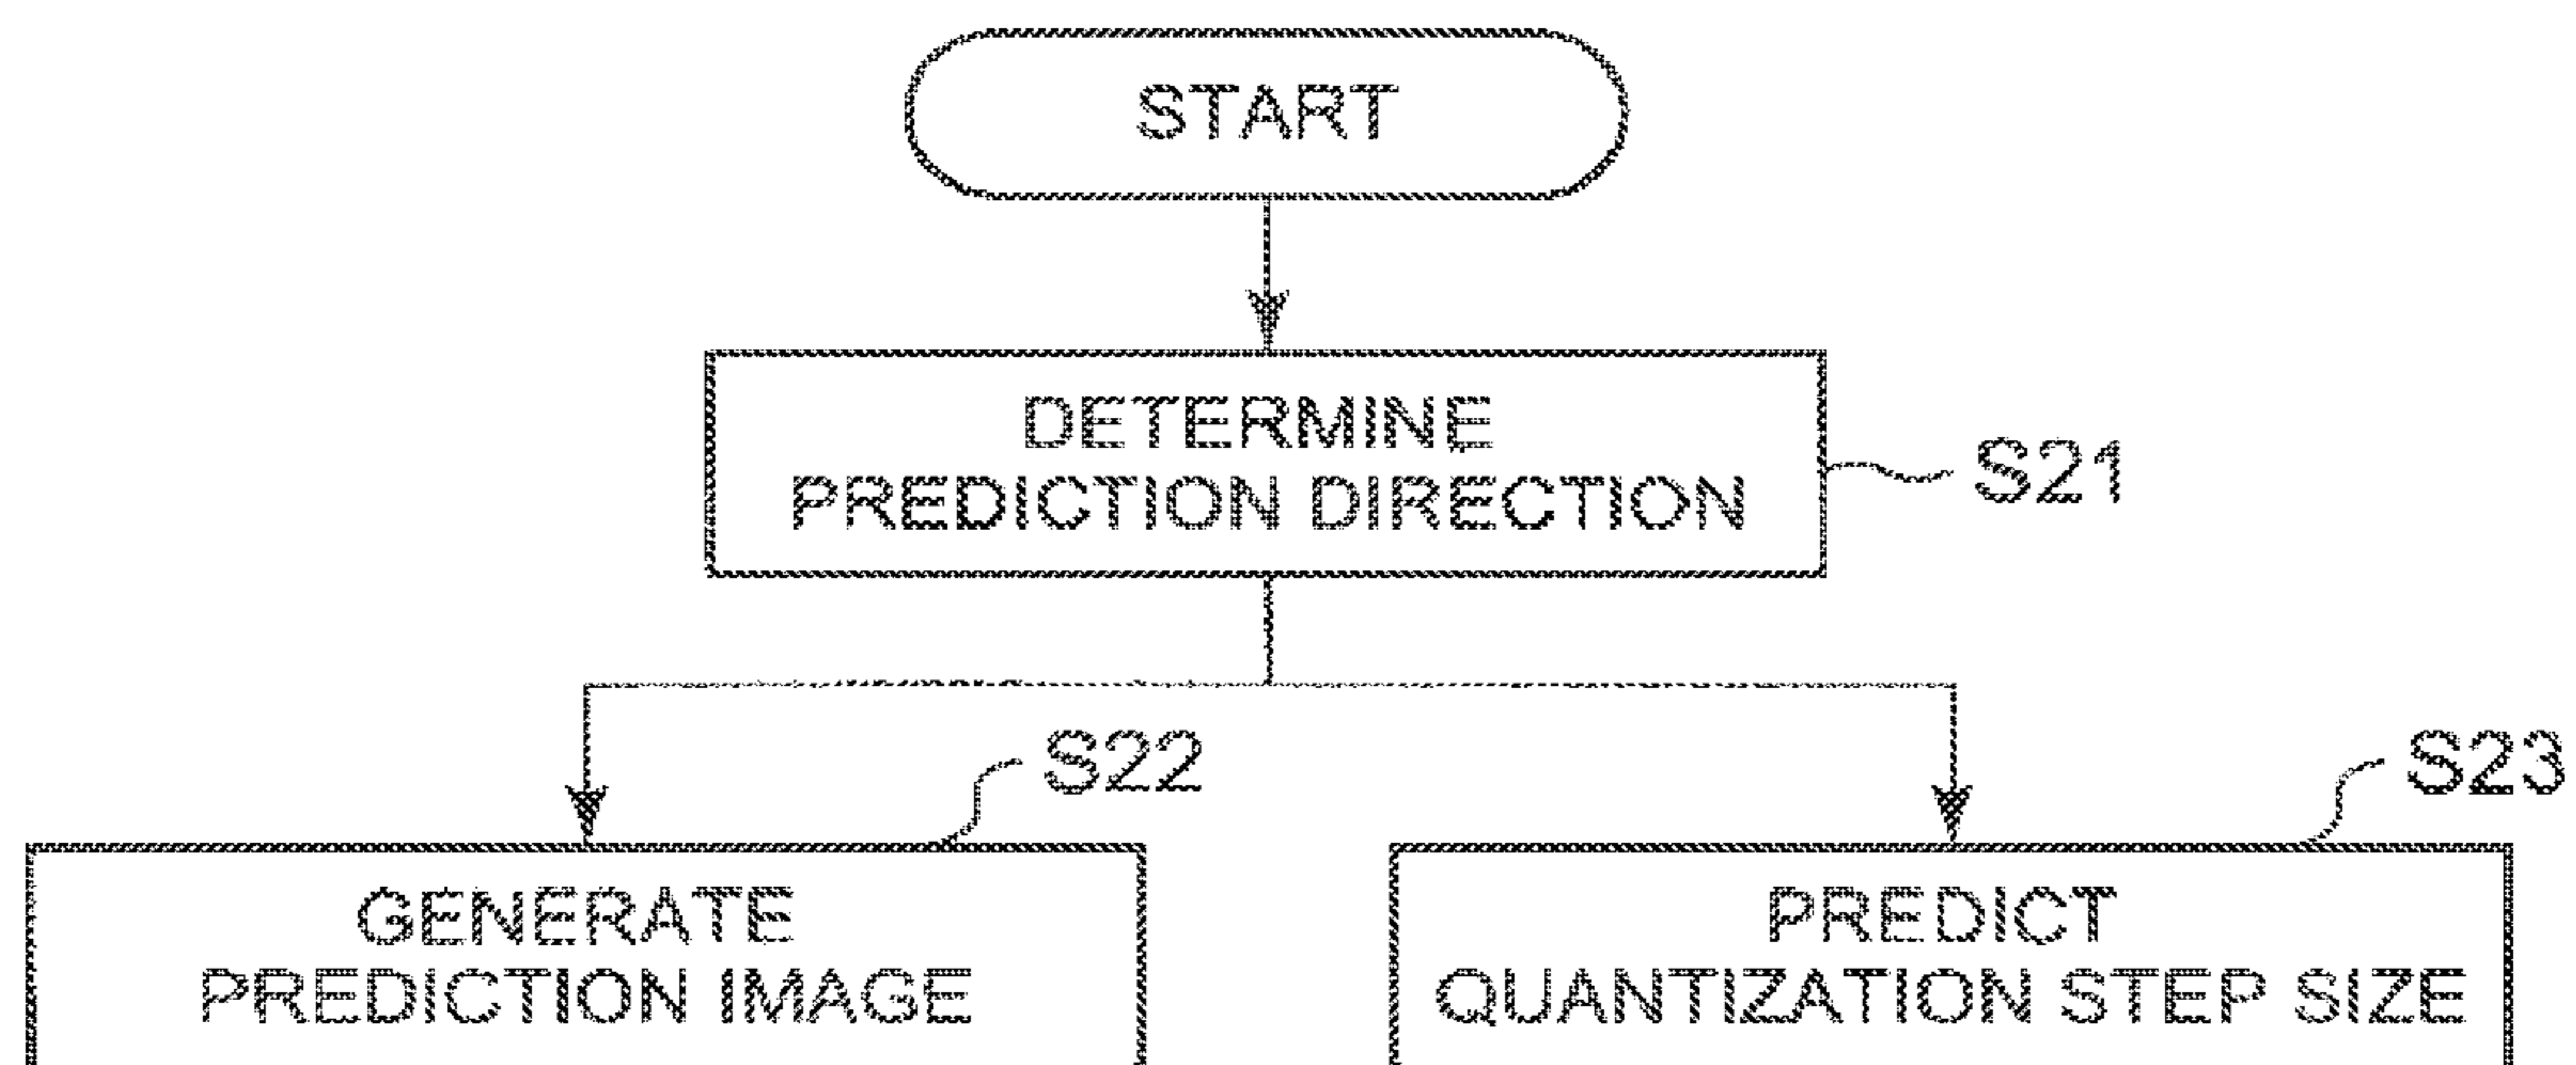 START
DETERMINE
PREDICTION DIRECTION
S21
S22
S23
GENERATE
PREDICTION IMAGE
PREDICT
QUANTIZATION STEP SIZE